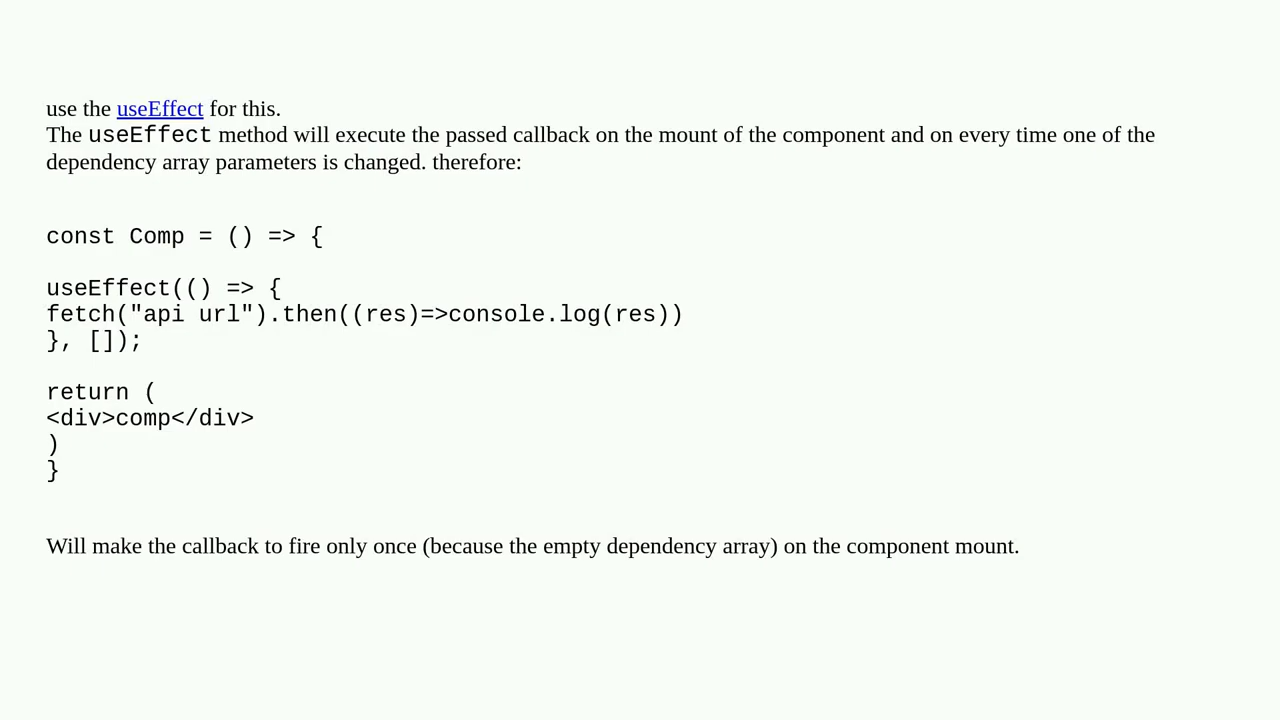 use the useEffect for this.
The useEffect method will execute the passed callback on the mount of the component and on every time one of the
dependency array parameters is changed. therefore:
const Comp = () => {
useEffect(() => {
fetch("api url").then((res)=>console.log(res))
}, []);
return (
<div>comp</div>
)
}
Will make the callback to fire only once (because the empty dependency array) on the component mount.